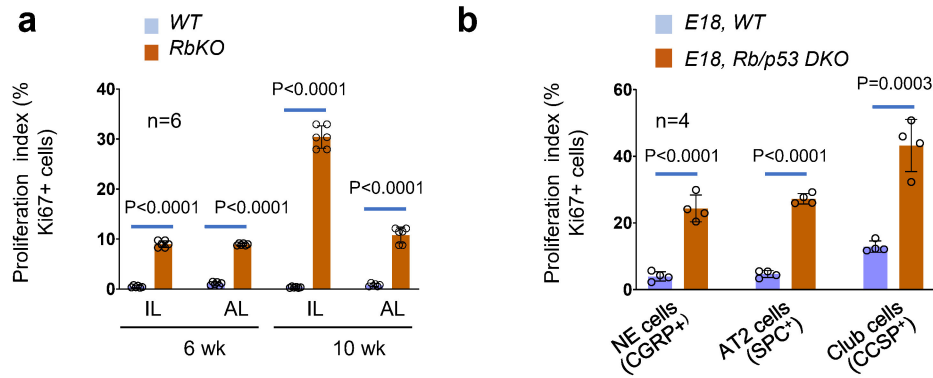 a
WT
RbKO
Proliferation index (%
Ki67+ cells)
40
30
20
10
0
n=6
P<0.0001
P<0.0001
P<0.0001
P<0.0001
IL
AL
IL
AL
6 wk
10 wk
b
E18, WT
E18, Rb/p53 DKO
Proliferation index (%
Ki67+ cells)
60
40
20
0
n=4
P<0.0001
P<0.0001
P=0.0003
NE cells
(CGRP+)
AT2 cells
(SPC⁺)
Club cells
(CCSP⁺)